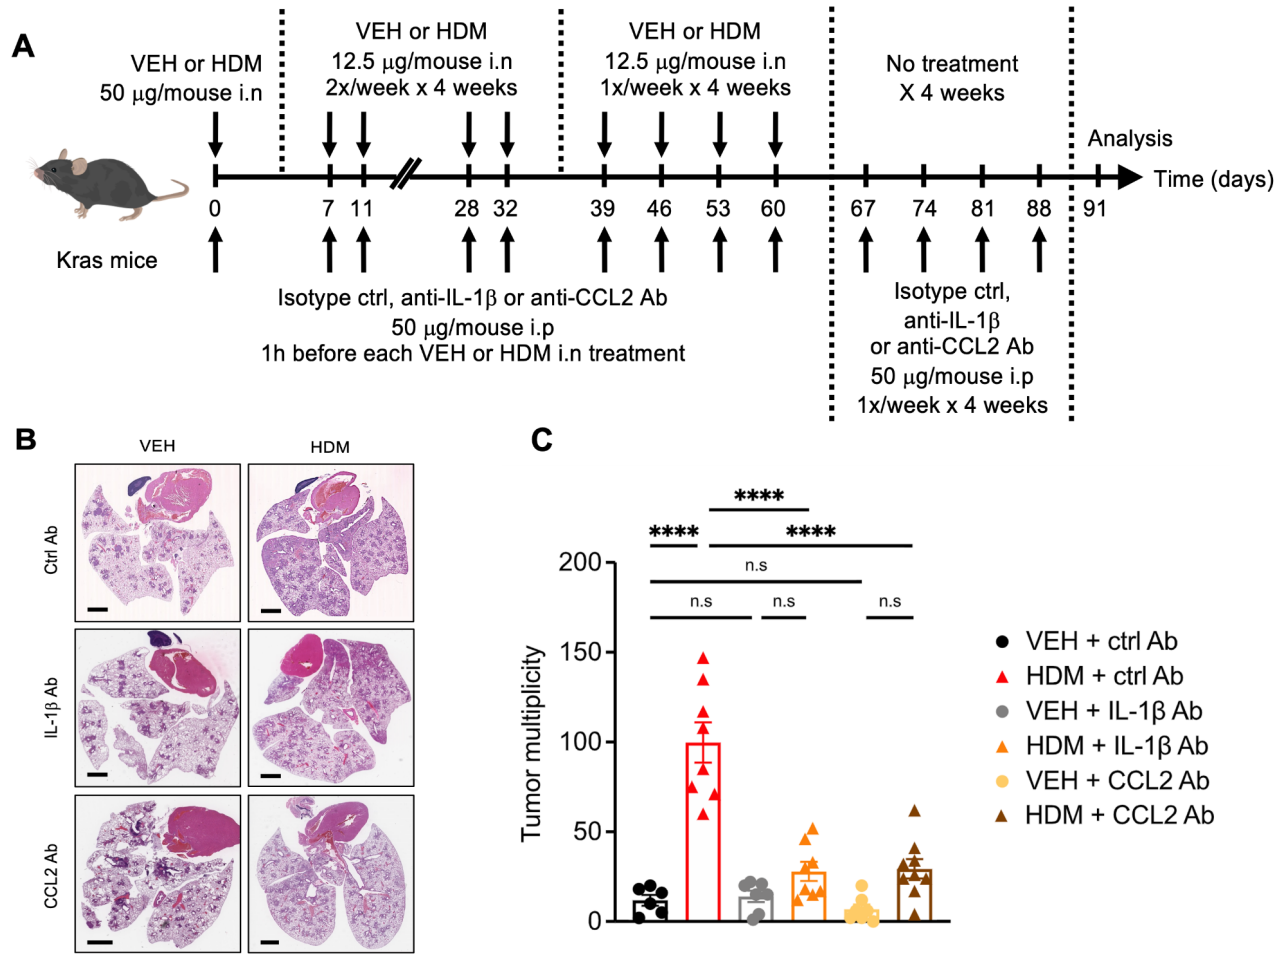 A
VEH or HDM
50 μg/mouse i.n
VEH or HDM
12.5 μg/mouse i.n
2x/week x 4 weeks
VEH or HDM
12.5 μg/mouse i.n
1x/week x 4 weeks
No treatment
X 4 weeks
Analysis
Time (days)
0 7 11 28 32 39 46 53 60 67 74 81 88 91
Kras mice
Isotype ctrl, anti-IL-1β or anti-CCL2 Ab
50 μg/mouse i.p
1h before each VEH or HDM i.n treatment
Isotype ctrl,
anti-IL-1β
or anti-CCL2 Ab
50 μg/mouse i.p
1x/week x 4 weeks
B
VEH HDM
Ctrl Ab
IL-1β Ab
CCL2 Ab
C
****
**** ****
n.s
n.s n.s n.s
Tumor multiplicity
200
150
100
50
0
VEH + ctrl Ab
HDM + ctrl Ab
VEH + IL-1β Ab
HDM + IL-1β Ab
VEH + CCL2 Ab
HDM + CCL2 Ab